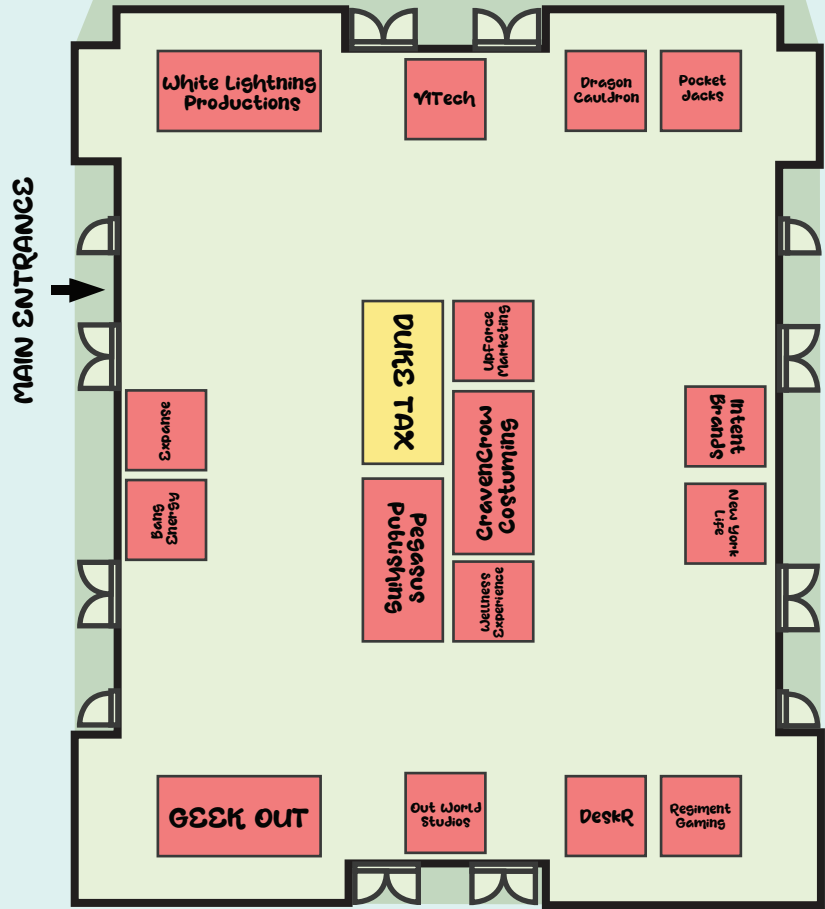 White Lightning
Productions
VITech
Dragon
Cauldron
Pocket
Jacks
MAIN ENTRANCE
DUKE TAX
UpForce
Marketing
Expanse
CravenCrow
Costuming
Intent
Brands
Bang
Energy
Pegasus
Publishing
New York
Life
Wellness
Experience
GEEK OUT
Out World
Studios
DeskR
Regiment
Gaming